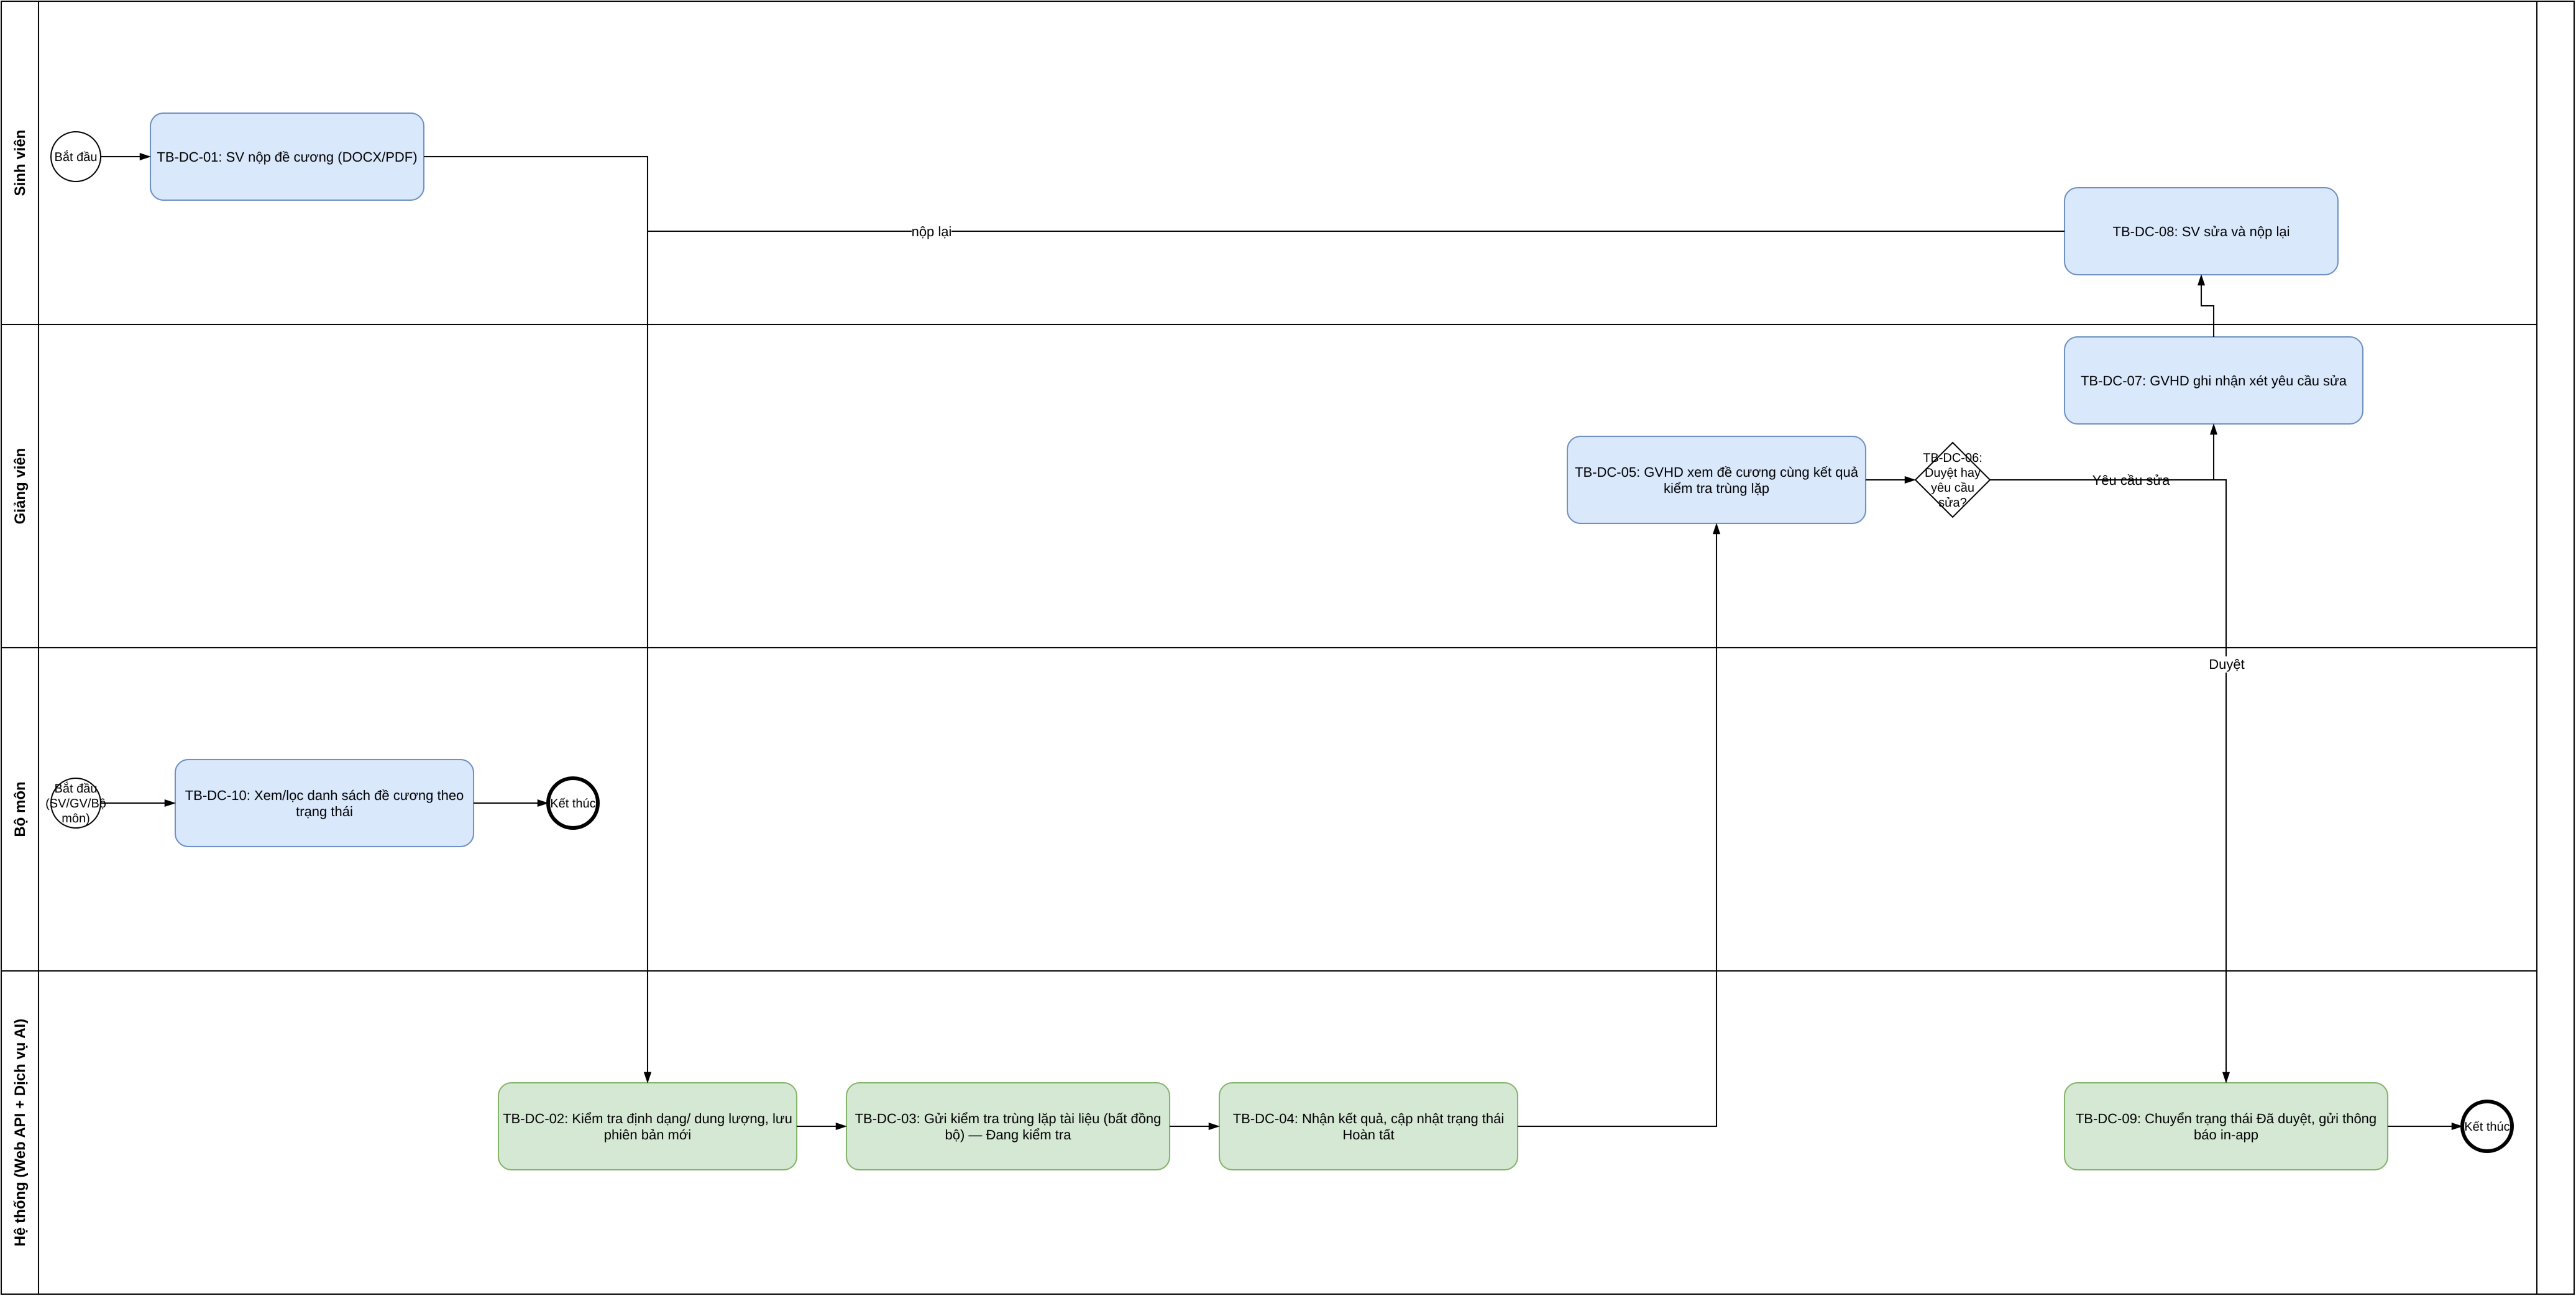 Sinh viên
Bắt đầu
TB-DC-01: SV nộp đề cương (DOCX/PDF)
nộp lại
TB-DC-08: SV sửa và nộp lại
Giảng viên
TB-DC-07: GVHD ghi nhận xét yêu cầu sửa
TB-DC-05: GVHD xem đề cương cùng kết quả
kiểm tra trùng lặp
TB-DC-06:
Duyệt hay
yêu cầu
sửa?
Yêu cầu sửa
Duyệt
Bộ môn
Bắt đầu
(SV/GV/Bộ
môn)
TB-DC-10: Xem/lọc danh sách đề cương theo
trạng thái
Kết thúc
Hệ thống (Web API + Dịch vụ AI)
TB-DC-02: Kiểm tra định dạng/ dung lượng, lưu
phiên bản mới
TB-DC-03: Gửi kiểm tra trùng lặp tài liệu (bất đồng
bộ) — Đang kiểm tra
TB-DC-04: Nhận kết quả, cập nhật trạng thái
Hoàn tất
TB-DC-09: Chuyển trạng thái Đã duyệt, gửi thông
báo in-app
Kết thúc